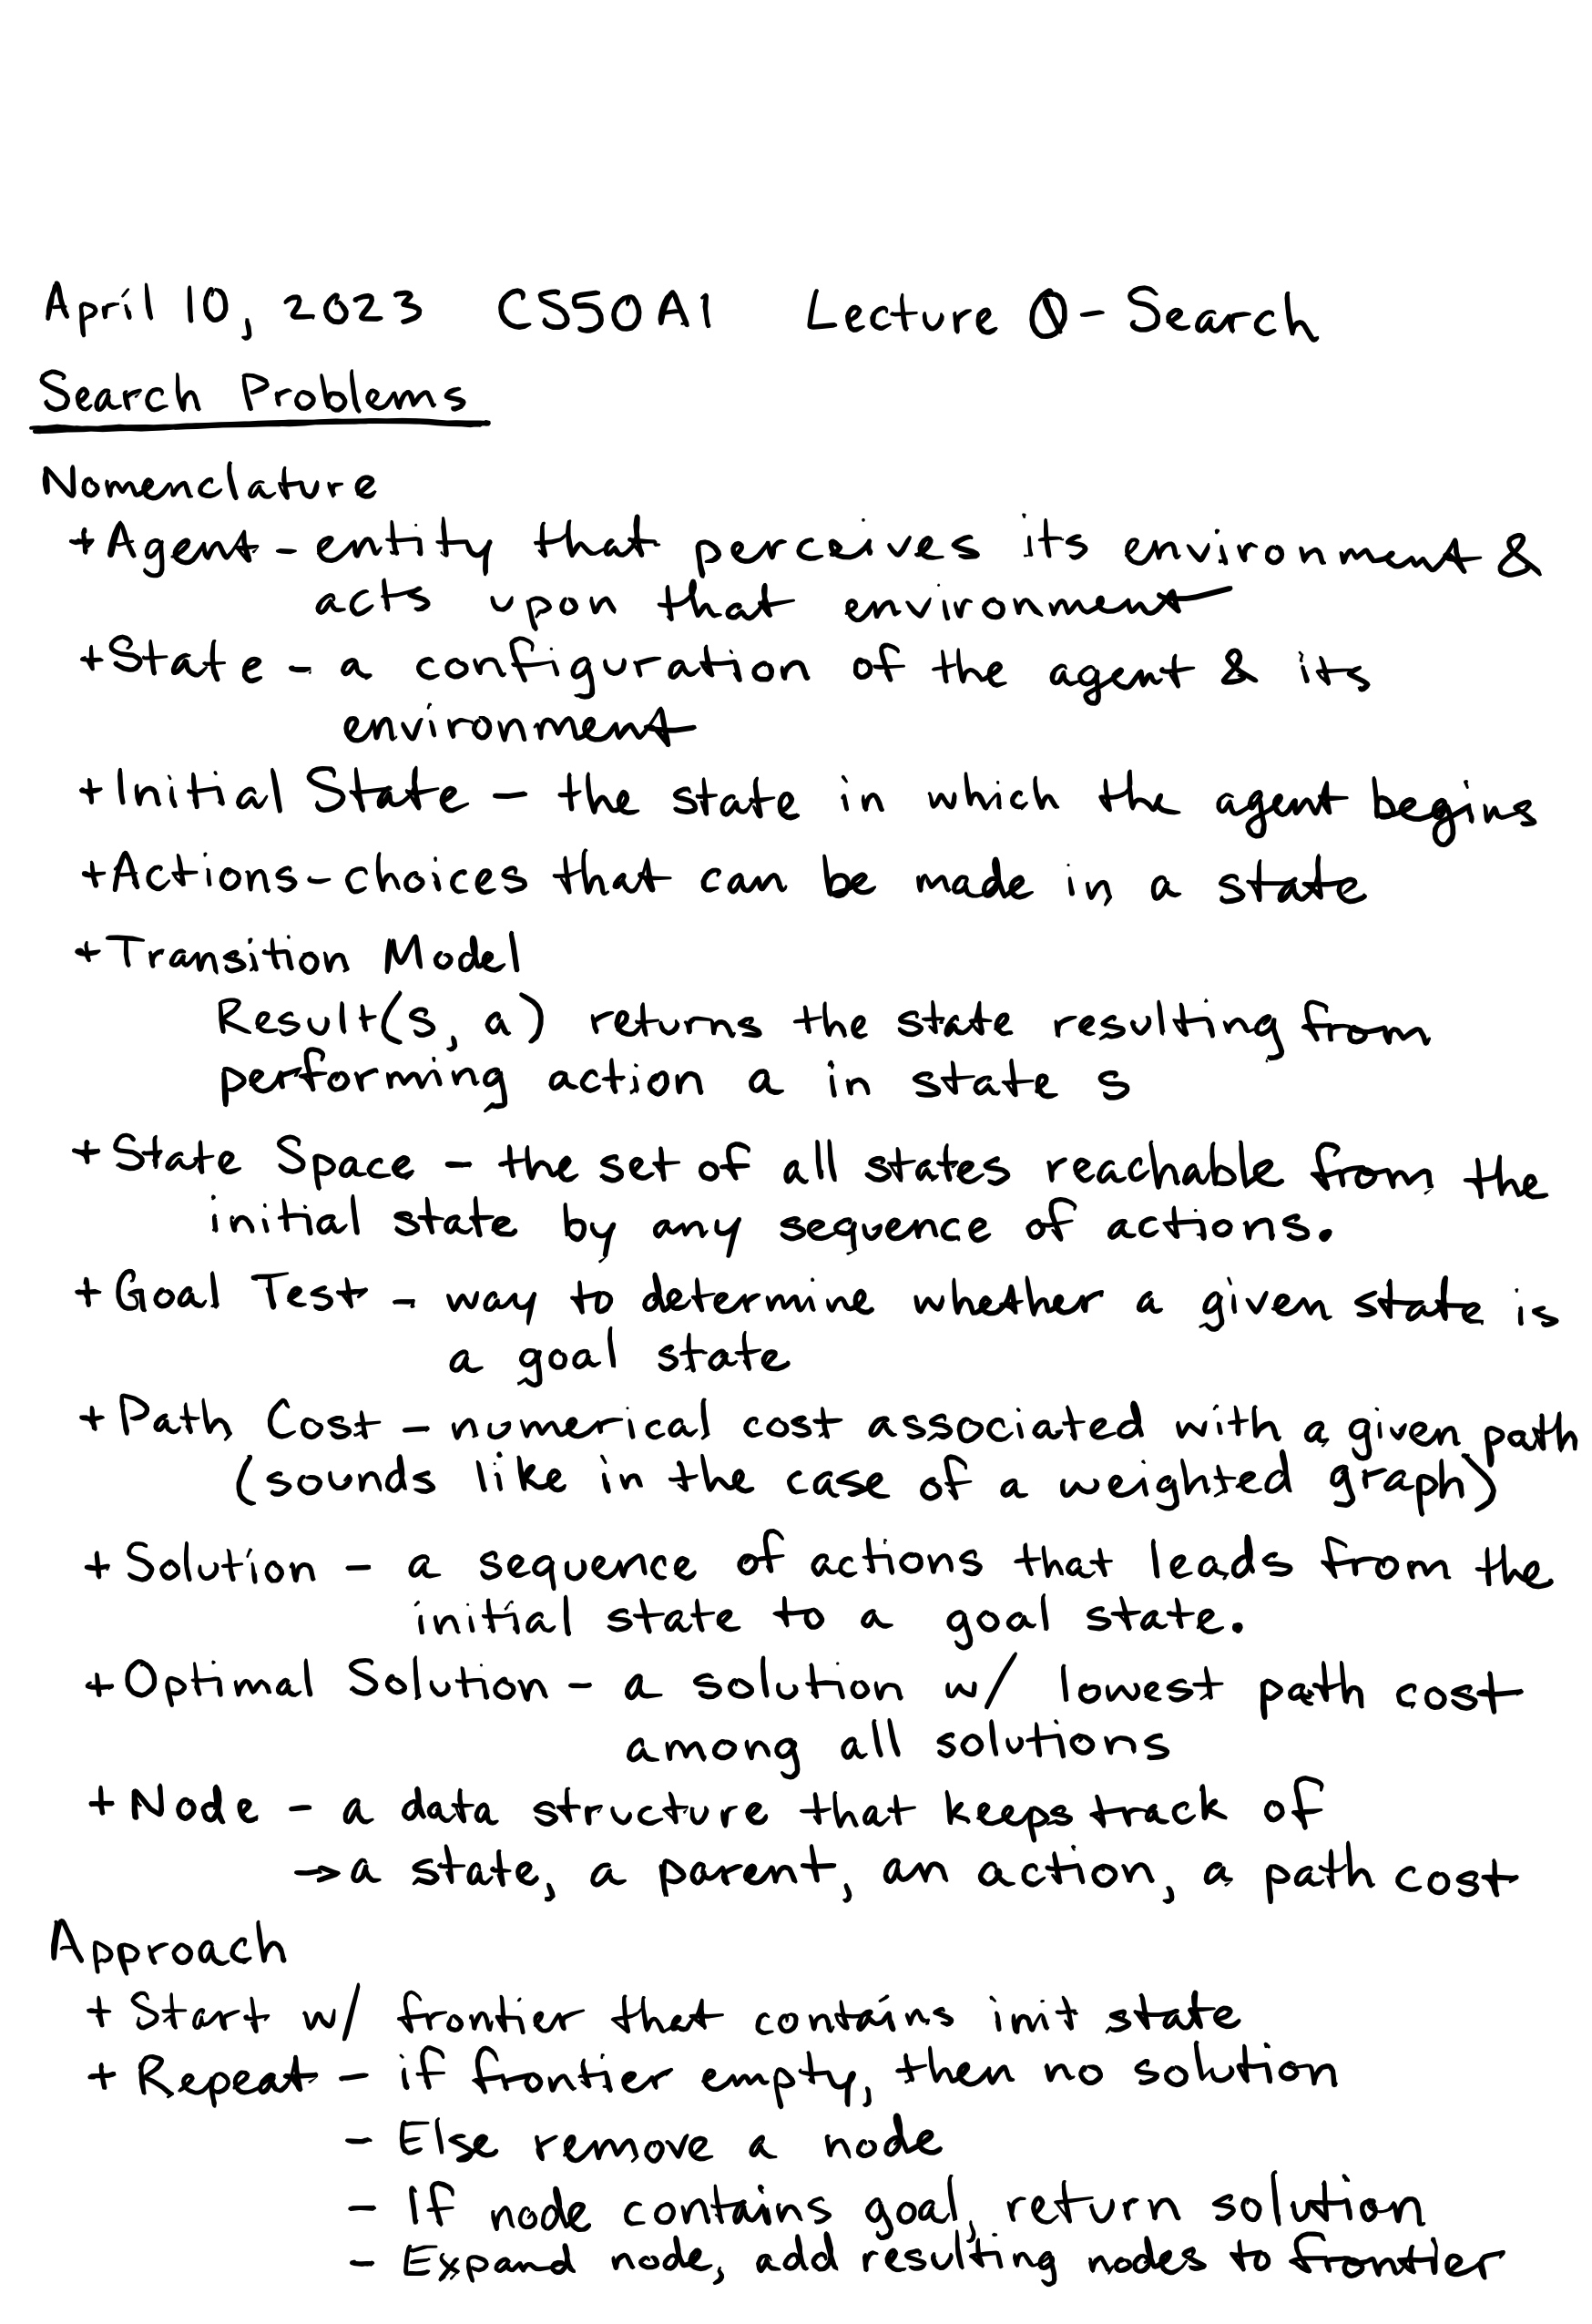 April 10, 2023 CS50AI Lecture 0 - Search
Search Problems
Nomenclature
+ Agent - entity that perceives its environment &
acts upon that environment
+ State - a configuration of the agent & its
environment
+ Initial State - the state in which the agent begins
+ Actions - choices that can be made in a state
+ Transition Model
Result(s, a) returns the state resulting from
performing action a in state s
+ State Space - the set of all states reachable from the
initial state by any sequence of actions.
+ Goal Test - way to determine whether a given state is
a goal state
+ Path Cost - numerical cost associated with a given path
(sounds like in the case of a weighted graph)
+ Solution - a sequence of actions that leads from the
initial state to a goal state.
+ Optimal Solution - a solution w/ lowest path cost
among all solutions
+ Node - a data structure that keeps track of
→ a state, a parent, an action, a path cost
Approach
+ Start w/ frontier that contains init state
+ Repeat - if frontier empty, then no solution
- Else remove a node
- If node contains goal, return solution
- Expand node, add resulting nodes to frontier